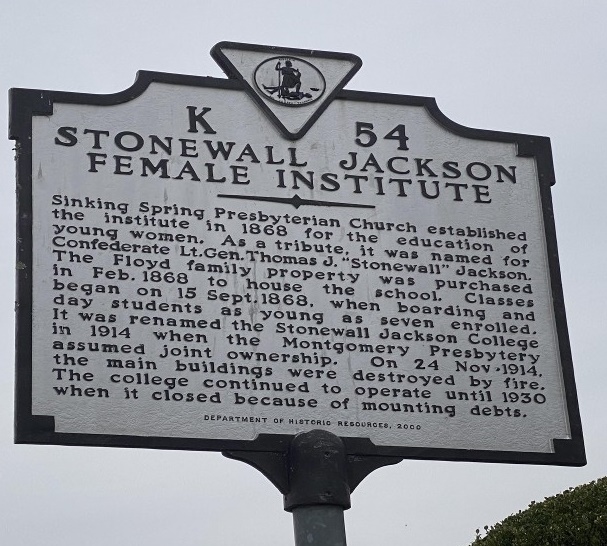 K 54
STONEWALL JACKSON
FEMALE INSTITUTE
Sinking Spring Presbyterian Church established
the institute in 1868 for the education of
young women. As a tribute, it was named for
Confederate Lt. Gen. Thomas J. "Stonewall" Jackson.
The Floyd family property was purchased
in Feb. 1868 to house the school. Classes
began on 15 Sept. 1868, when boarding and
day students as young as seven enrolled.
It was renamed the Stonewall Jackson College
in 1914 when the Montgomery Presbytery
assumed joint ownership. On 24 Nov. 1914,
the main buildings were destroyed by fire.
The college continued to operate until 1930
when it closed because of mounting debts.
DEPARTMENT OF HISTORIC RESOURCES, 2000